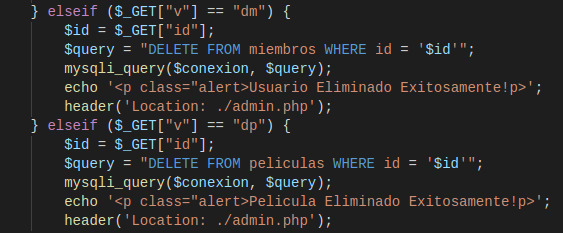 } elseif ($_GET["v"] == "dm") {
$id = $_GET["id"];
$query = "DELETE FROM miembros WHERE id = '$id'";
mysqli_query($conexion, $query);
echo '<p class="alert>Usuario Eliminado Exitosamente!p>';
header('Location: ./admin.php');
} elseif ($_GET["v"] == "dp") {
$id = $_GET["id"];
$query = "DELETE FROM peliculas WHERE id = '$id'";
mysqli_query($conexion, $query);
echo '<p class="alert>Pelicula Eliminado Exitosamente!p>';
header('Location: ./admin.php');